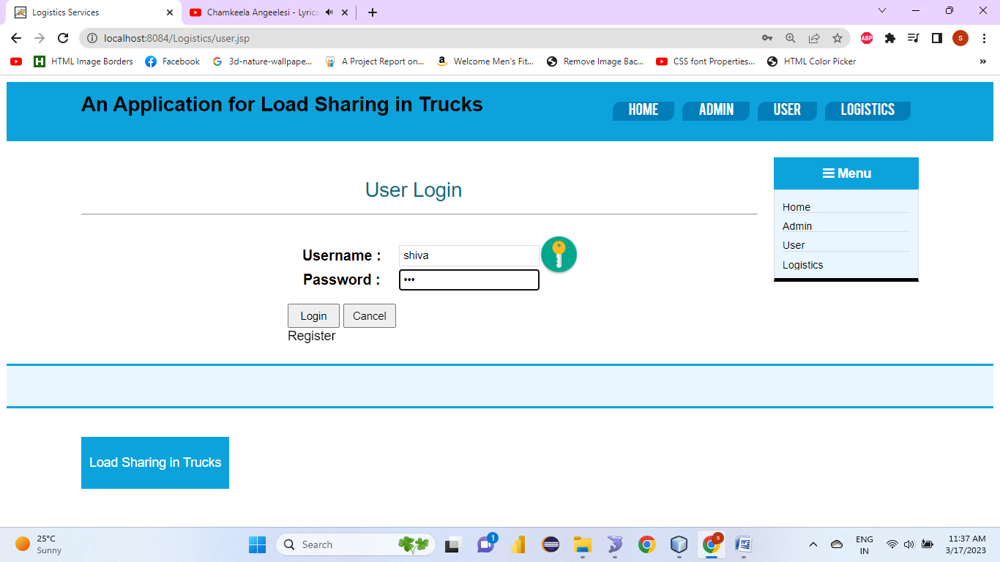 Logistics Services
Chamkeela Angeelesi - Lyrica
localhost:8084/Logistics/user.jsp
ABP
S
HTML Image Borders
Facebook
3d-nature-wallpape...
A Project Report on...
Welcome Men's Fit...
Remove Image Bac...
CSS font Properties...
HTML Color Picker
An Application for Load Sharing in Trucks
HOME
ADMIN
USER
LOGISTICS
Menu
Home
Admin
User
Logistics
User Login
Username :
shiva
Password :
•••
Login
Cancel
Register
Load Sharing in Trucks
25°C
Sunny
Search
1
S
ENG
IN
11:37 AM
3/17/2023